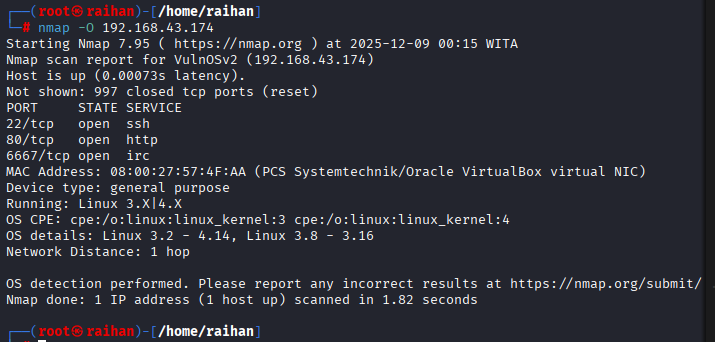 ┌──(root㉿raihan)-[/home/raihan]
└─# nmap -O 192.168.43.174
Starting Nmap 7.95 ( https://nmap.org ) at 2025-12-09 00:15 WITA
Nmap scan report for VulnOSv2 (192.168.43.174)
Host is up (0.00073s latency).
Not shown: 997 closed tcp ports (reset)
PORT     STATE SERVICE
22/tcp   open  ssh
80/tcp   open  http
6667/tcp open  irc
MAC Address: 08:00:27:57:4F:AA (PCS Systemtechnik/Oracle VirtualBox virtual NIC)
Device type: general purpose
Running: Linux 3.X|4.X
OS CPE: cpe:/o:linux:linux_kernel:3 cpe:/o:linux:linux_kernel:4
OS details: Linux 3.2 - 4.14, Linux 3.8 - 3.16
Network Distance: 1 hop
OS detection performed. Please report any incorrect results at https://nmap.org/submit/ .
Nmap done: 1 IP address (1 host up) scanned in 1.82 seconds
┌──(root㉿raihan)-[/home/raihan]